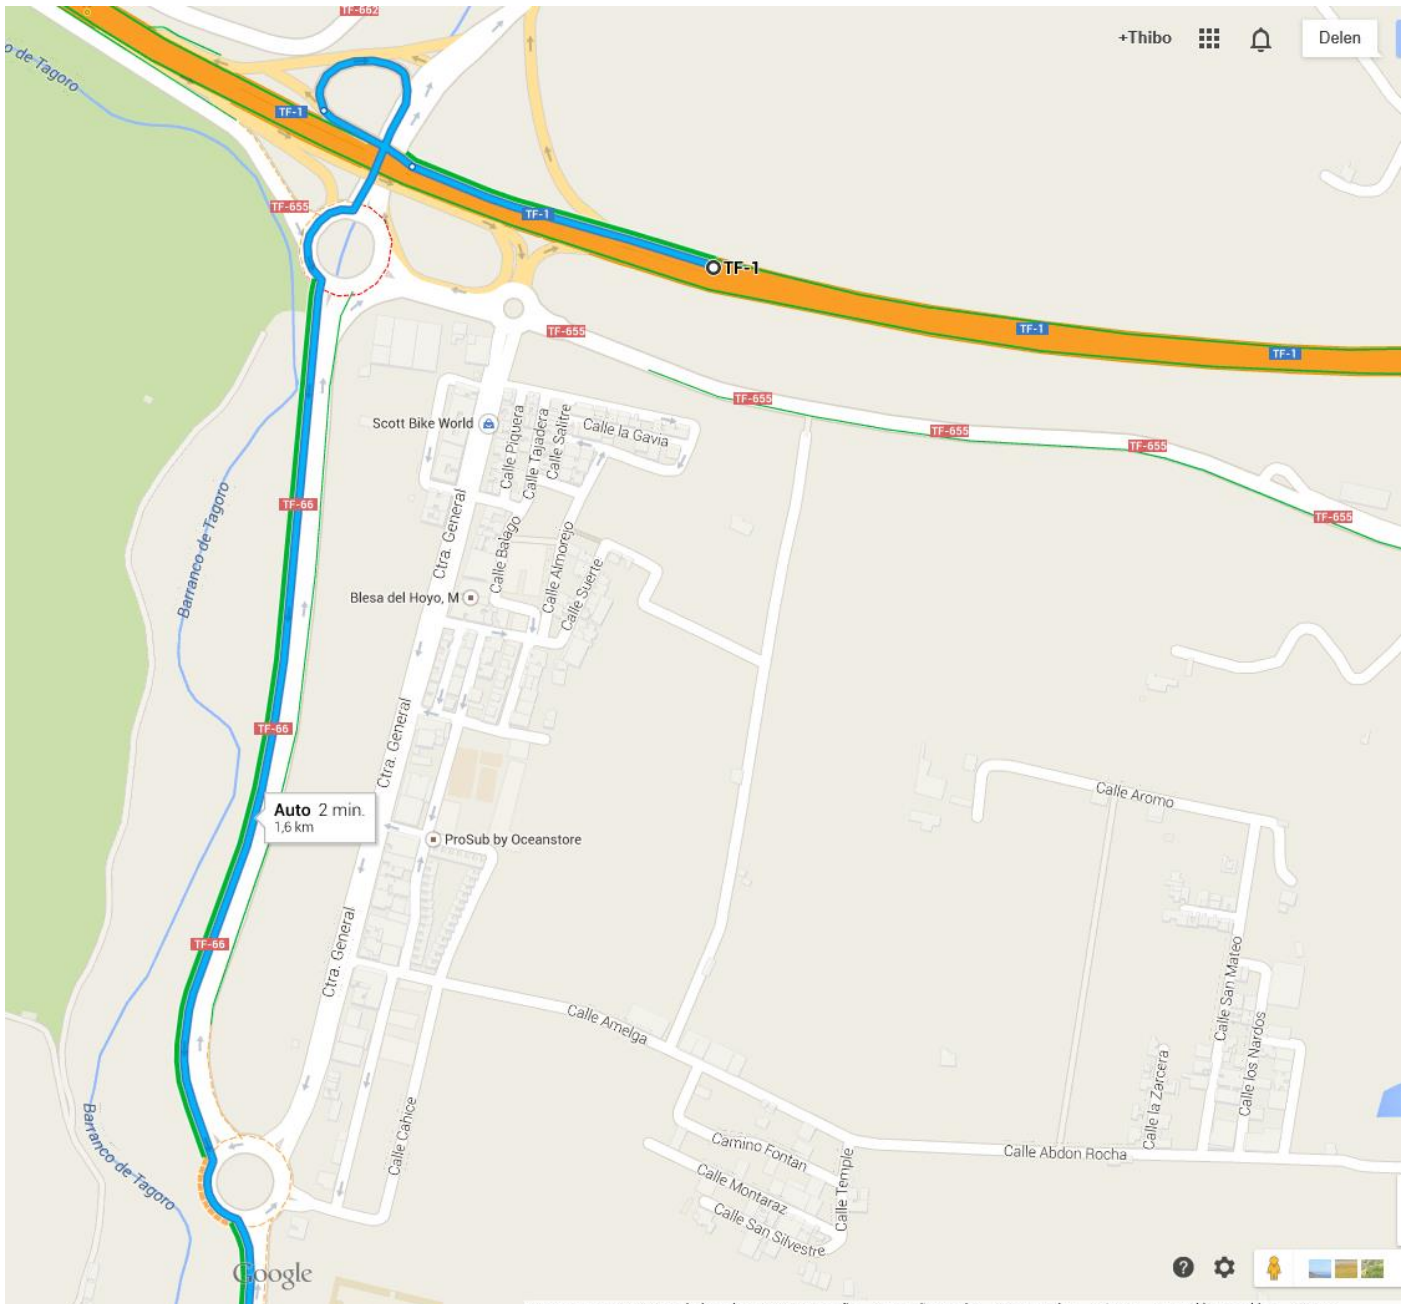 TF-662
+Thibo
Delen
o de Tagoro
TF-1
TF-655
TF-1
TF-1
TF-655
TF-1
TF-1
TF-655
Scott Bike World
Calle Piquera
Calle Tajadera
Calle Salitre
Calle la Gavia
TF-655
TF-655
TF-66
TF-655
Barranco de Tagoro
Ctra. General
Calle Balago
Calle Almorejo
Calle Suerte
Blesa del Hoyo, M
TF-66
Ctra. General
Calle Aromo
Auto 2 min.
1,6 km
ProSub by Oceanstore
TF-66
Ctra. General
Calle Amelga
Calle San Mateo
Calle los Nardos
Calle la Zarcera
Barranco de Tagoro
Calle Cahice
Camino Fontan
Calle Abdon Rocha
Calle Montaraz
Calle Temple
Calle San Silvestre
Google